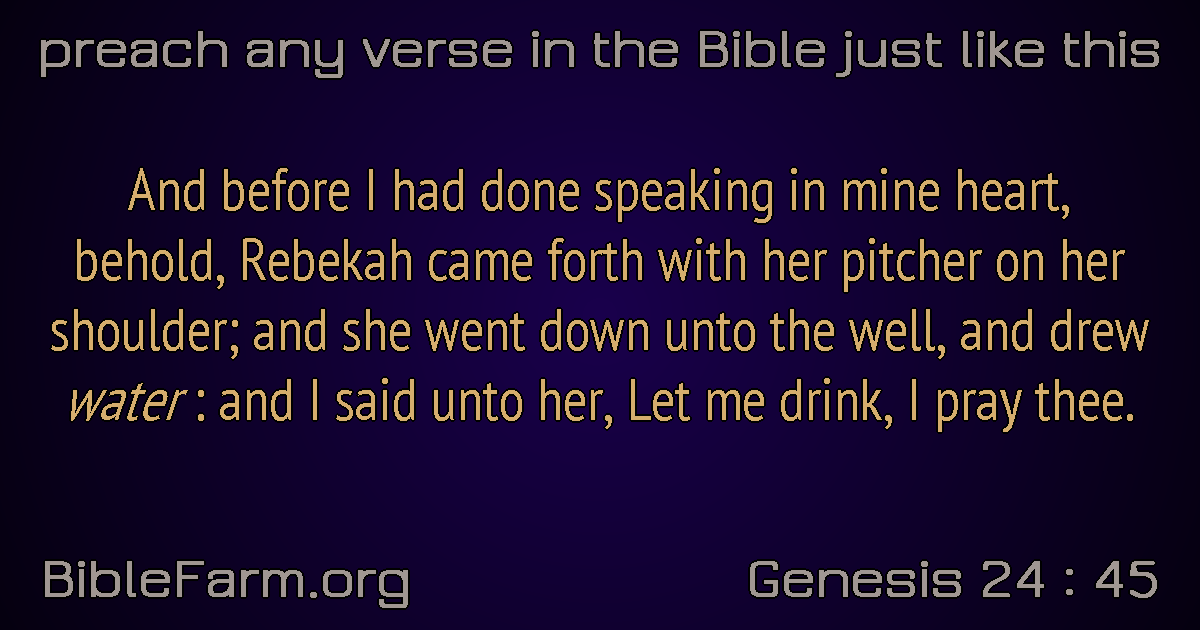 preach any verse in the Bible just like this
And before I had done speaking in mine heart,
behold, Rebekah came forth with her pitcher on her
shoulder; and she went down unto the well, and drew
water : and I said unto her, Let me drink, I pray thee.
BibleFarm.org
Genesis 24 : 45